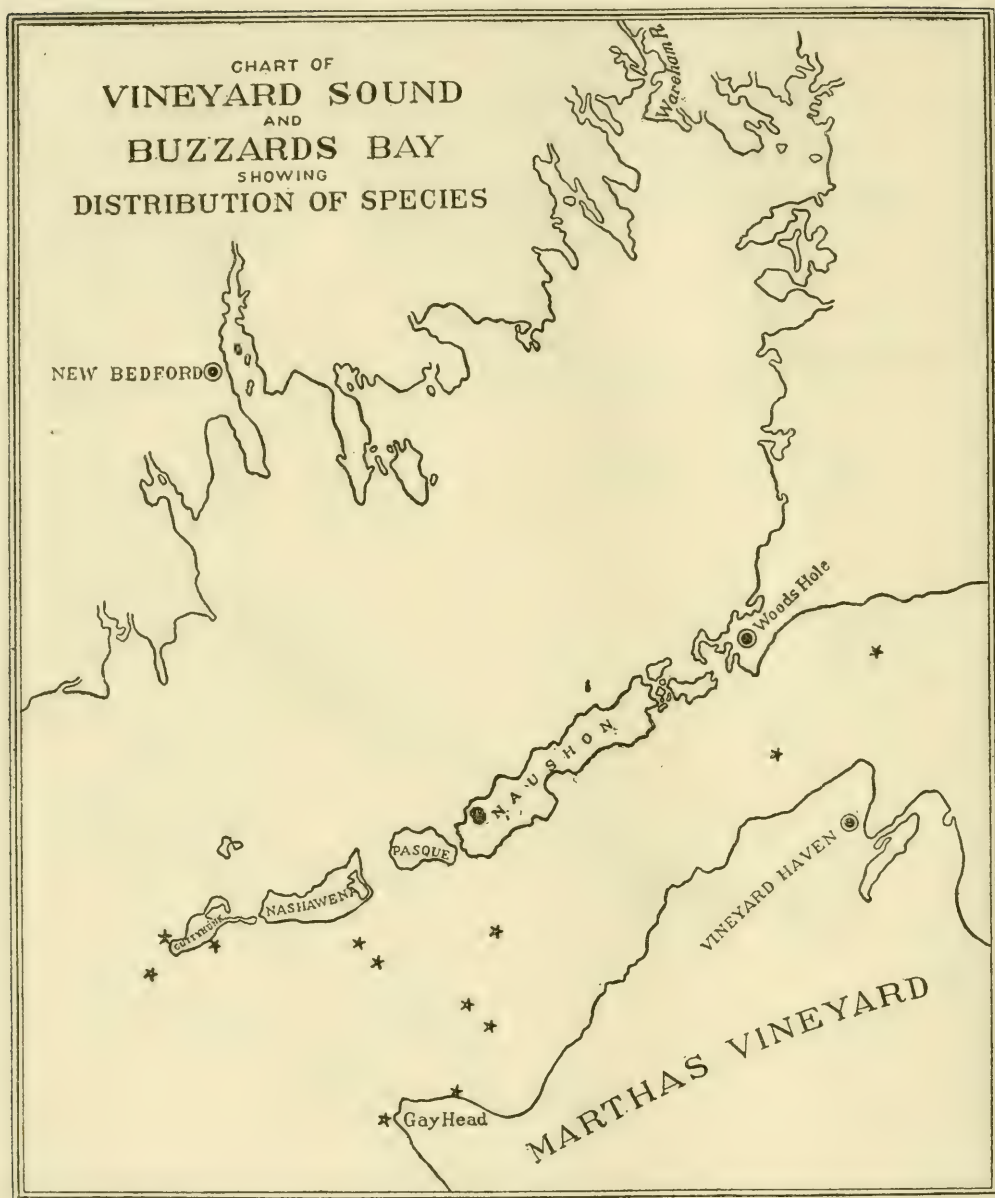 CHART OF
VINEYARD SOUND
AND
BUZZARDS BAY
SHOWING
DISTRIBUTION OF SPECIES
Wareham R.
NEW BEDFORD
Woods Hole
NAUSHON
PASQUE
NASHAWENA
CUTTYHUNK
VINEYARD HAVEN
MARTHAS VINEYARD
Gay Head